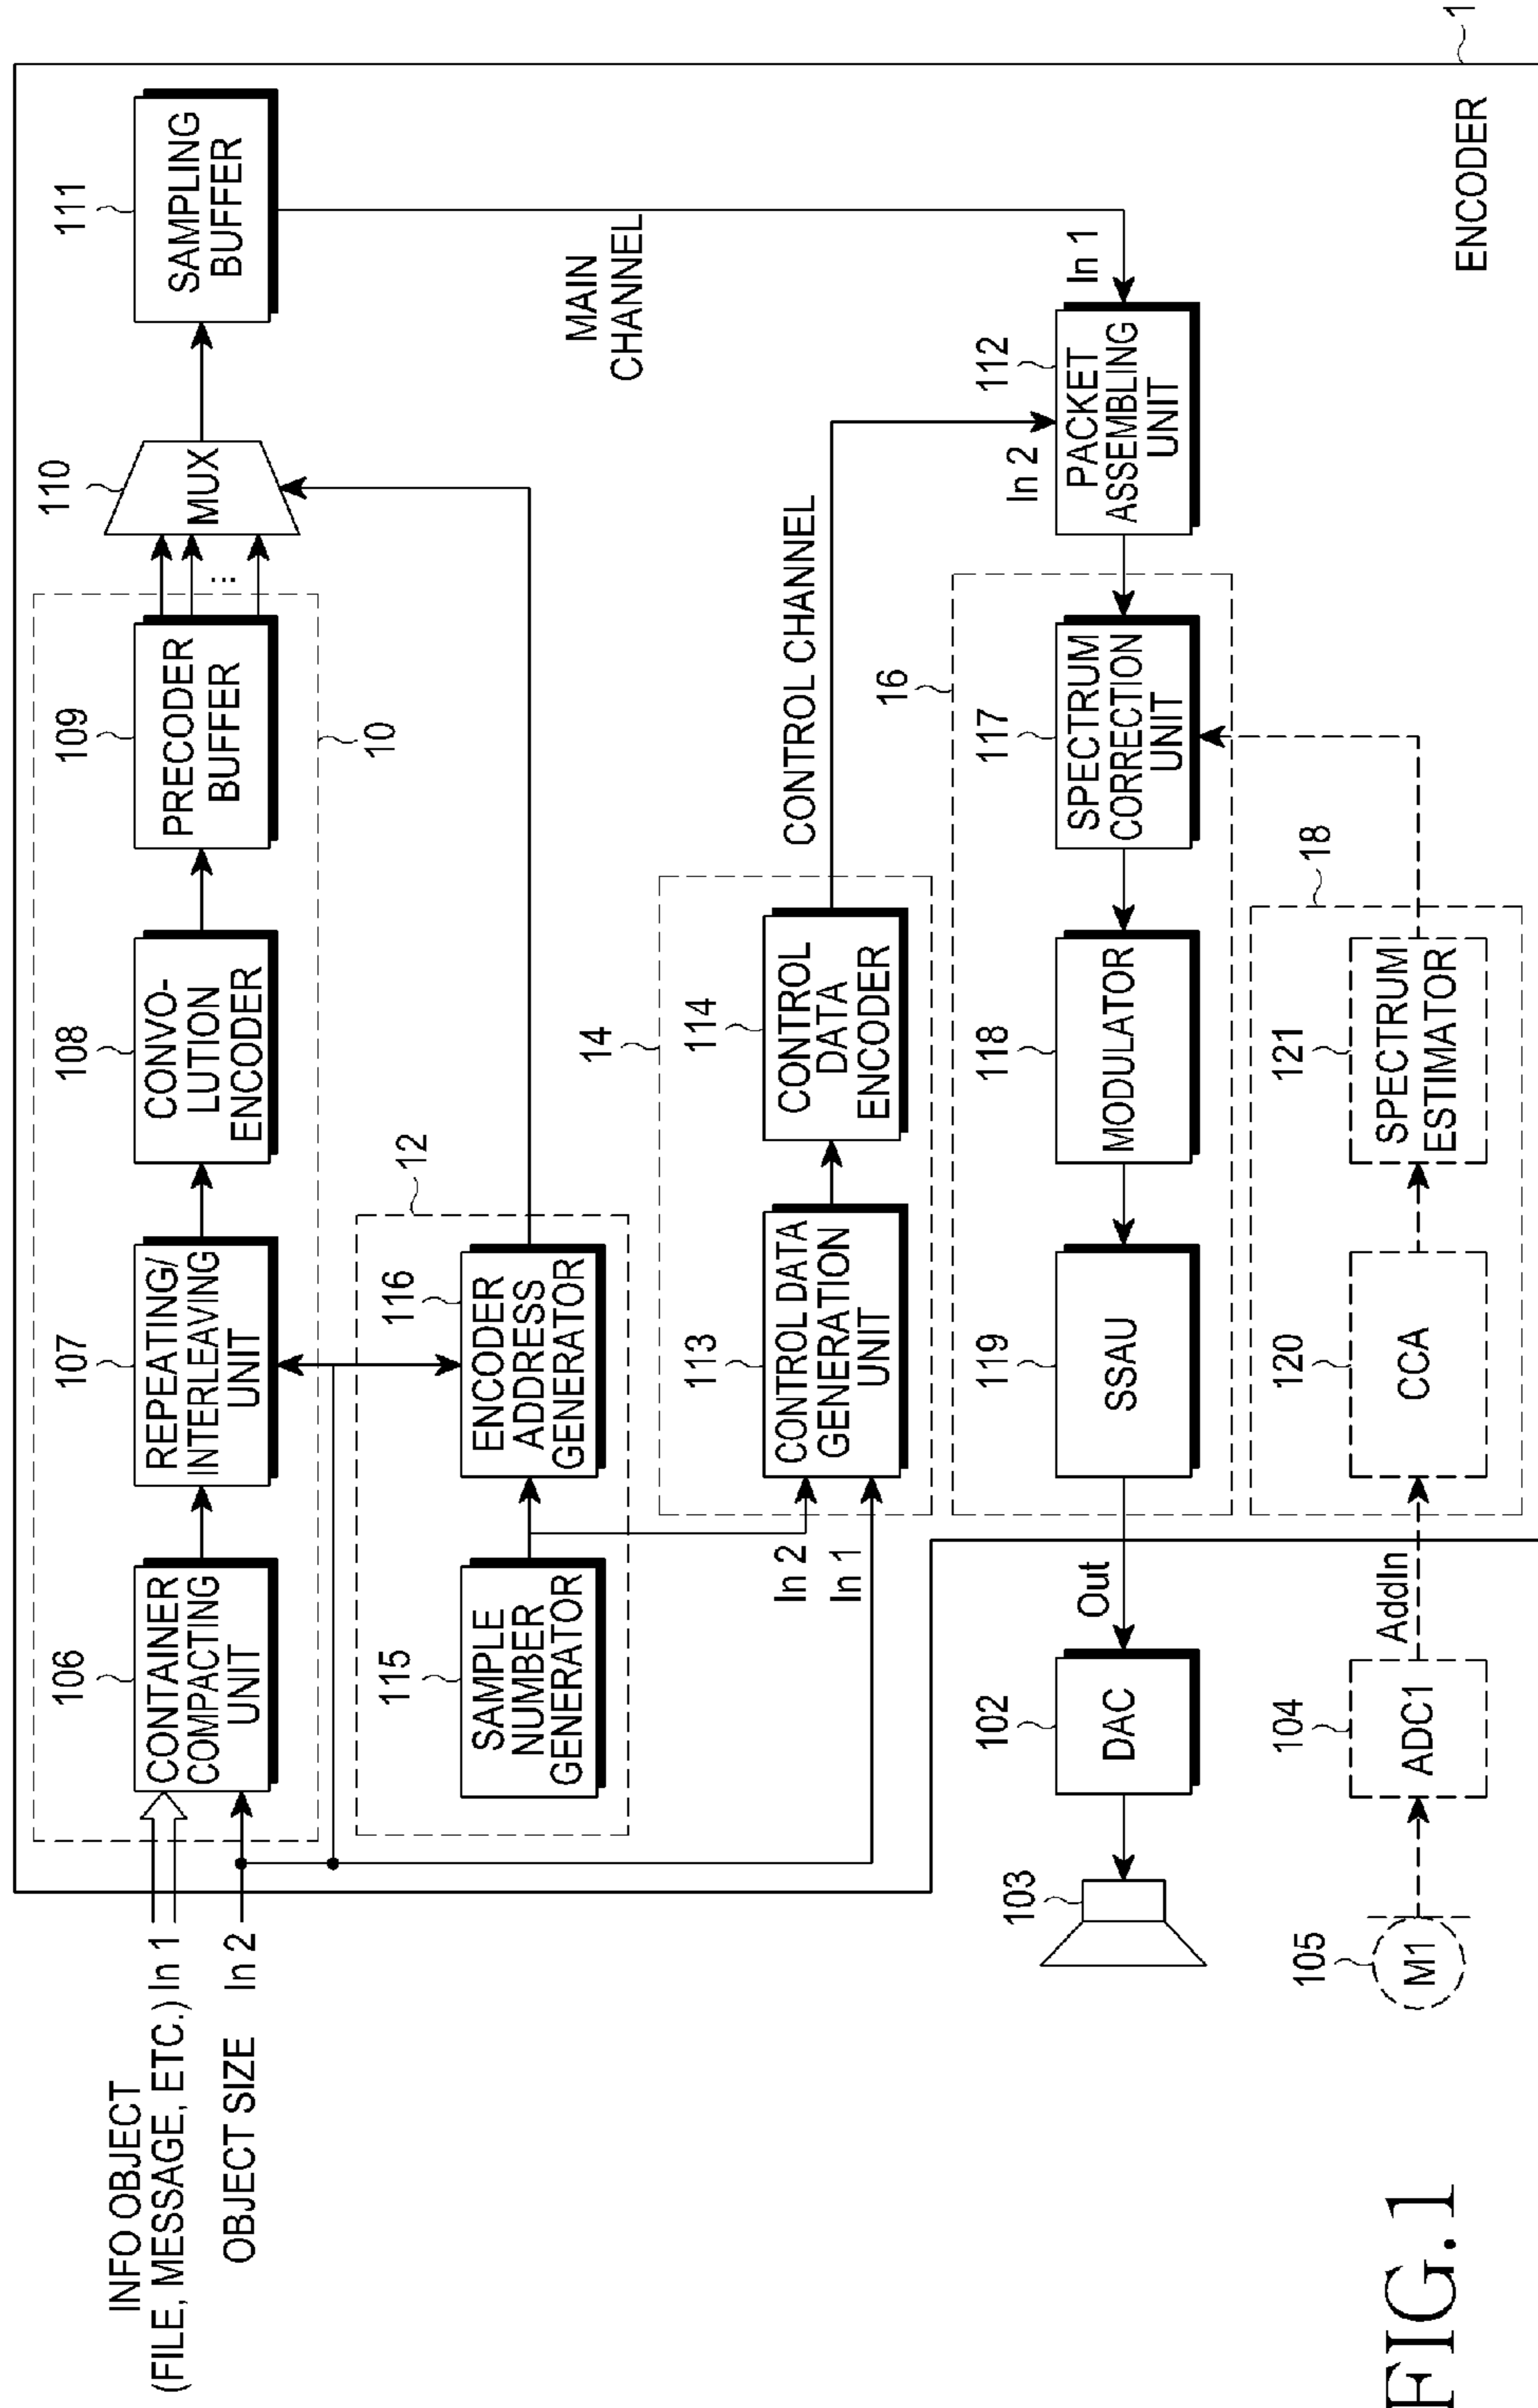 INFO OBJECT
(FILE, MESSAGE, ETC.) In 1
OBJECT SIZE In 2
106
CONTAINER
COMPACTING
UNIT
107
REPEATING/
INTERLEAVING
UNIT
108
CONVO-
LUTION
ENCODER
109
PRECODER
BUFFER
...
10
110
MUX
111
SAMPLING
BUFFER
12
115
SAMPLE
NUMBER
GENERATOR
116
ENCODER
ADDRESS
GENERATOR
MAIN
CHANNEL
14
In 2
In 1
113
CONTROL DATA
GENERATION
UNIT
114
CONTROL
DATA
ENCODER
CONTROL CHANNEL
In 2
In 1
112
PACKET
ASSEMBLING
UNIT
16
117
SPECTRUM
CORRECTION
UNIT
118
MODULATOR
119
SSAU
Out
102
DAC
103
18
105
M1
104
ADC1
AddIn
120
CCA
121
SPECTRUM
ESTIMATOR
ENCODER
1
FIG.1